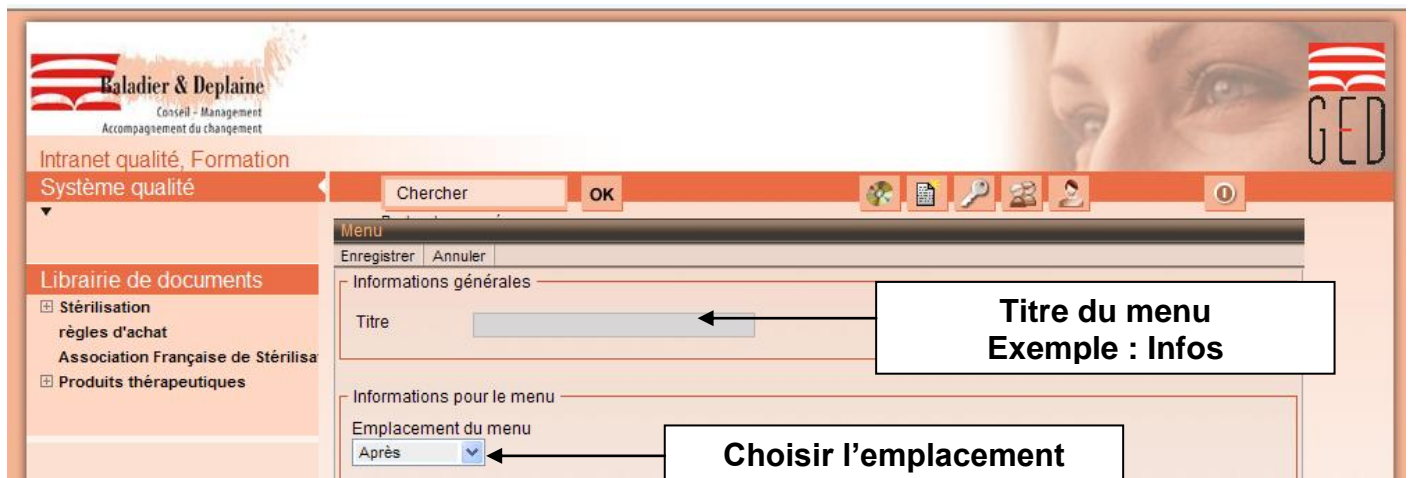 Baladier & Deplaine
Conseil - Management
Accompagnement du changement
GED
Intranet qualité, Formation
Système qualité
Chercher
OK
Menu
Enregistrer
Annuler
Librairie de documents
Informations générales
Stérilisation
Titre
Titre du menu
Exemple : Infos
règles d'achat
Association Française de Stérilisa
Produits thérapeutiques
Informations pour le menu
Emplacement du menu
Après
Choisir l’emplacement